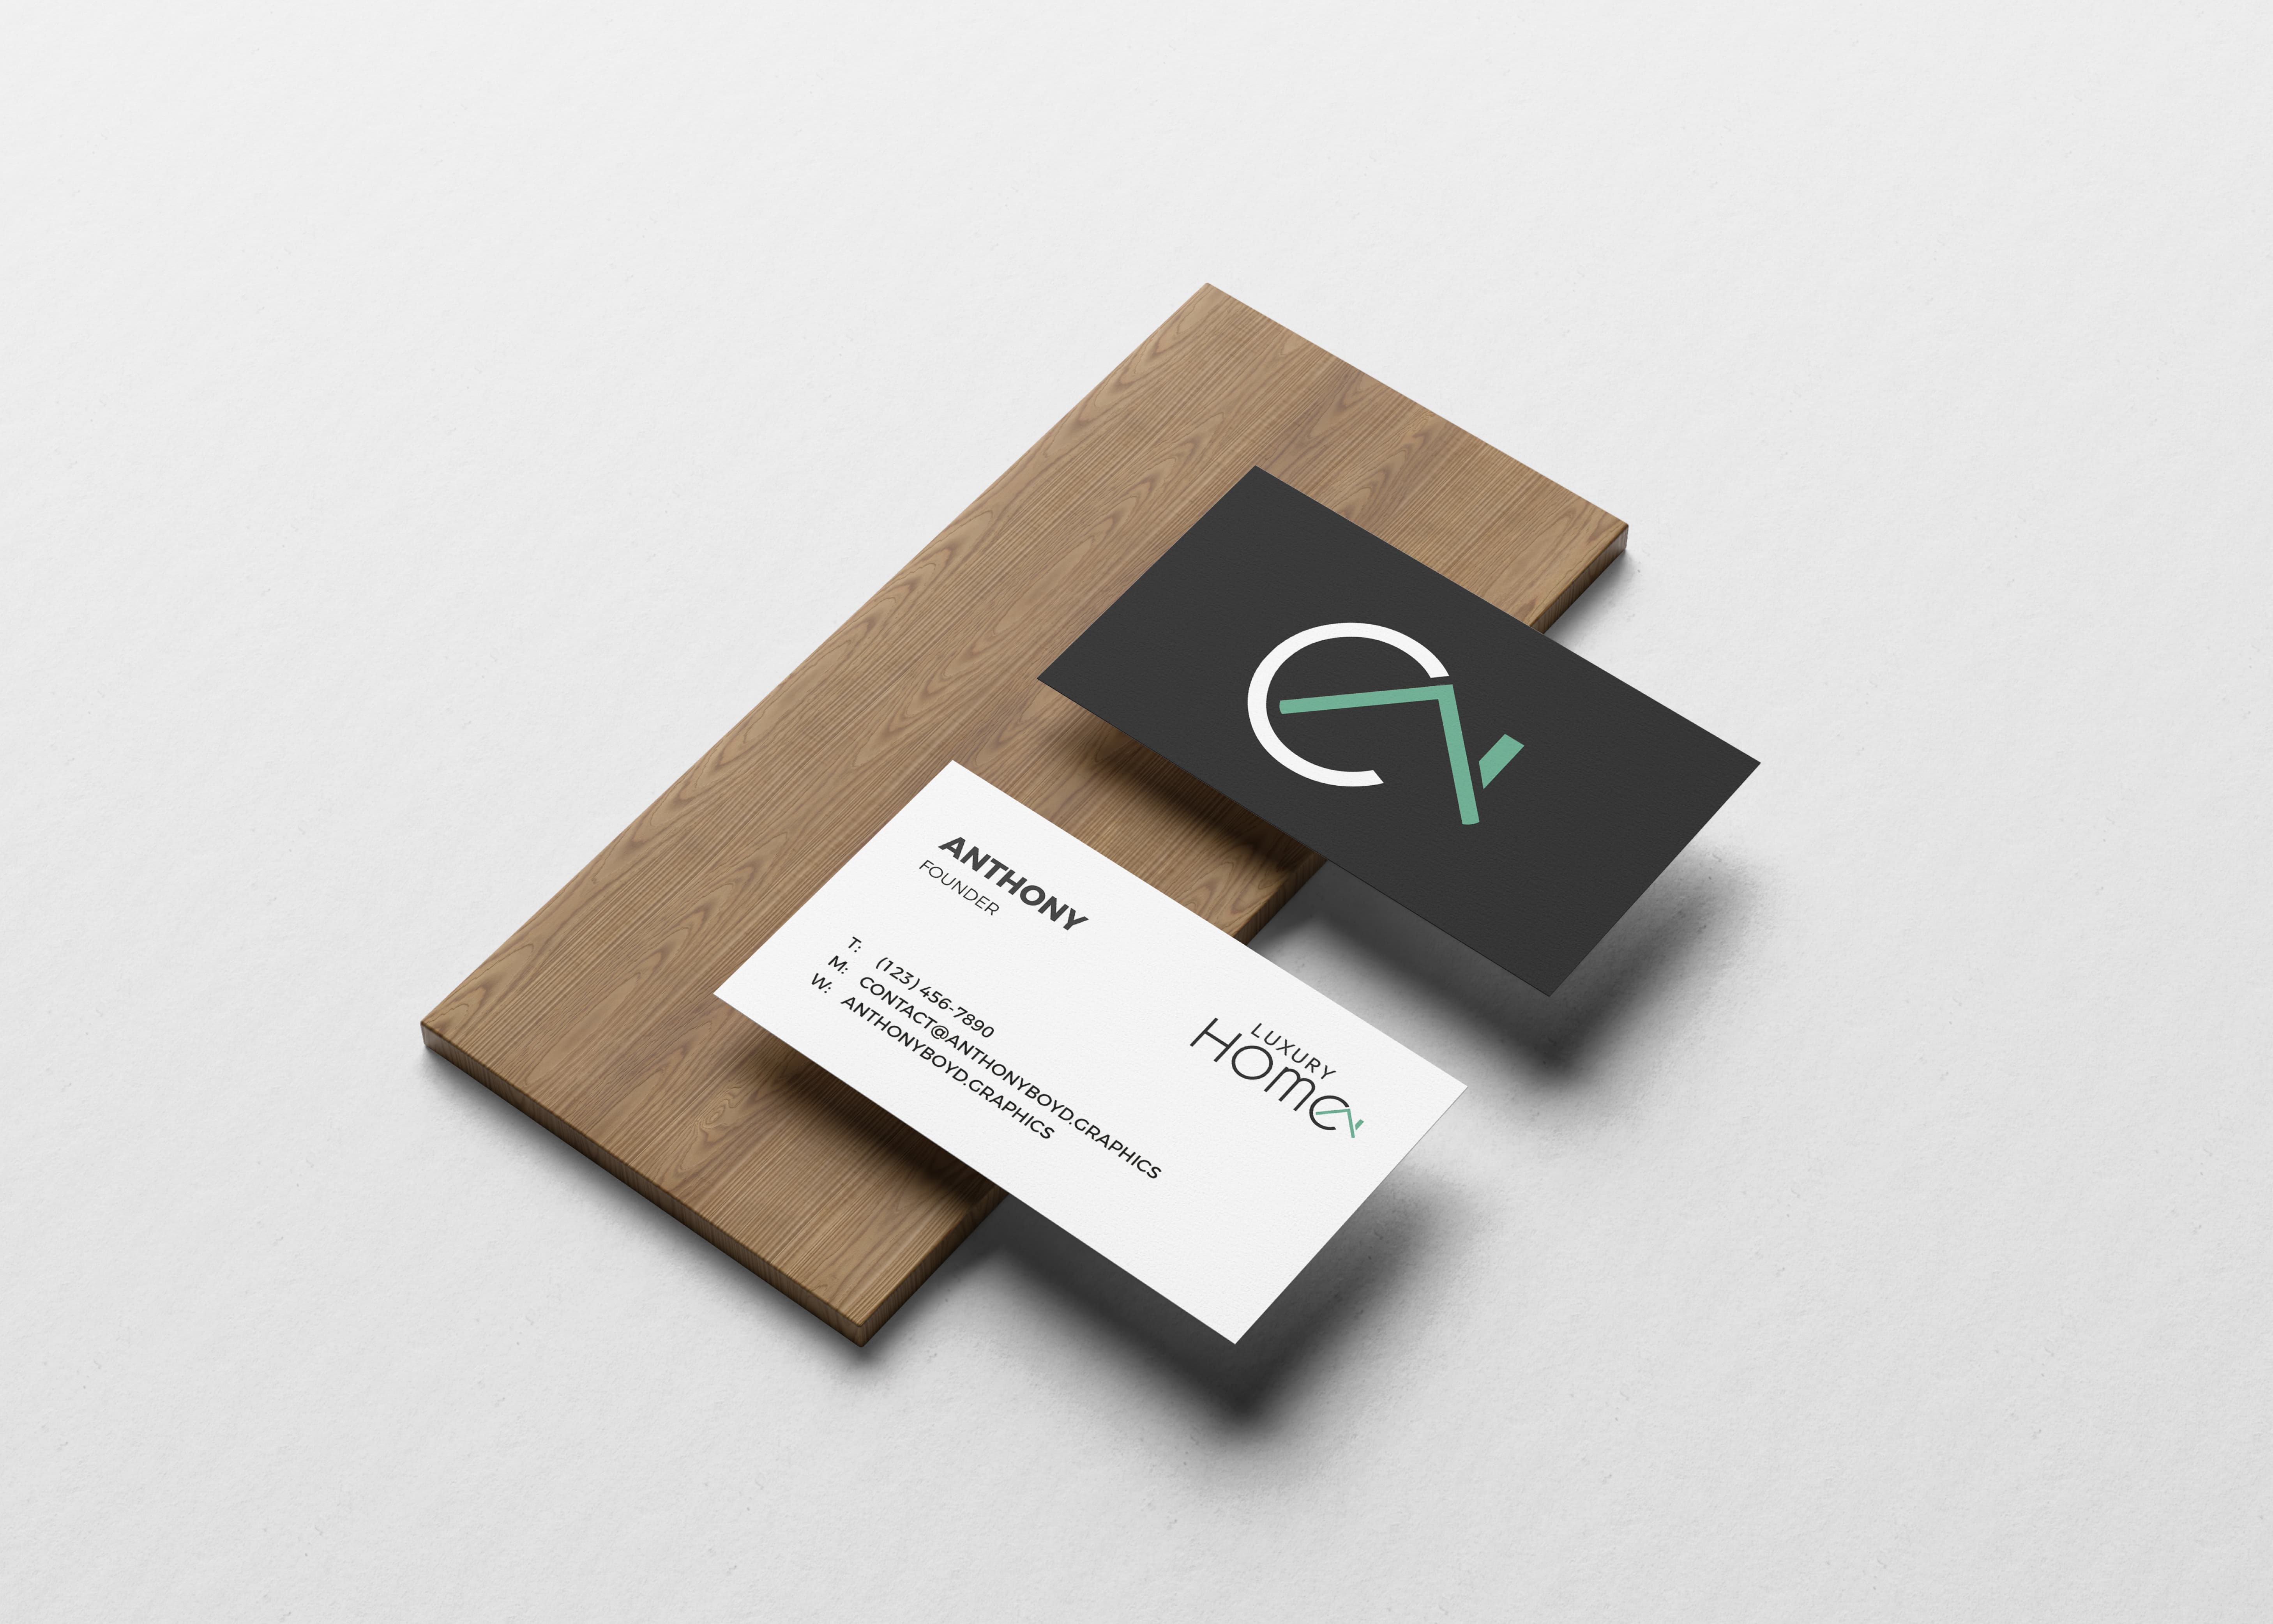 ANTHONY
FOUNDER
T: (123) 456-7890
M: CONTACT@ANTHONYBOYD.GRAPHICS
W: ANTHONYBOYD.GRAPHICS
LUXURY
HOme